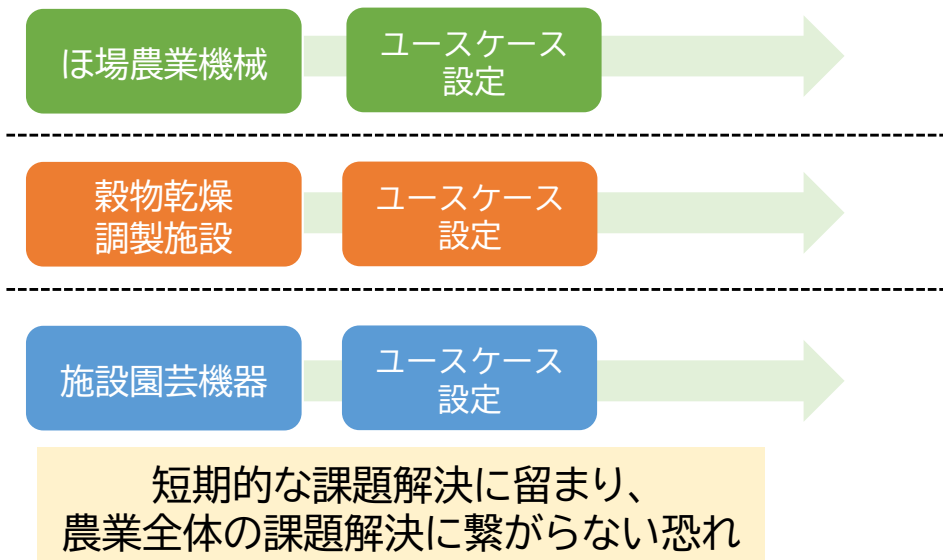 ほ場農業機械
ユースケース
設定
穀物乾燥
調製施設
ユースケース
設定
施設園芸機器
ユースケース
設定
短期的な課題解決に留まり、
農業全体の課題解決に繋がらない恐れ